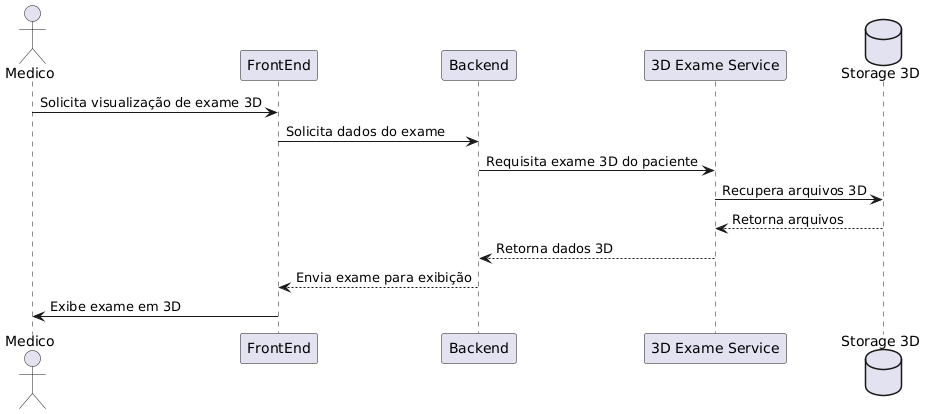 Medico
FrontEnd
Backend
3D Exame Service
Storage 3D
Solicita visualização de exame 3D
Solicita dados do exame
Requisita exame 3D do paciente
Recupera arquivos 3D
Retorna arquivos
Retorna dados 3D
Envia exame para exibição
Exibe exame em 3D
Medico
FrontEnd
Backend
3D Exame Service
Storage 3D